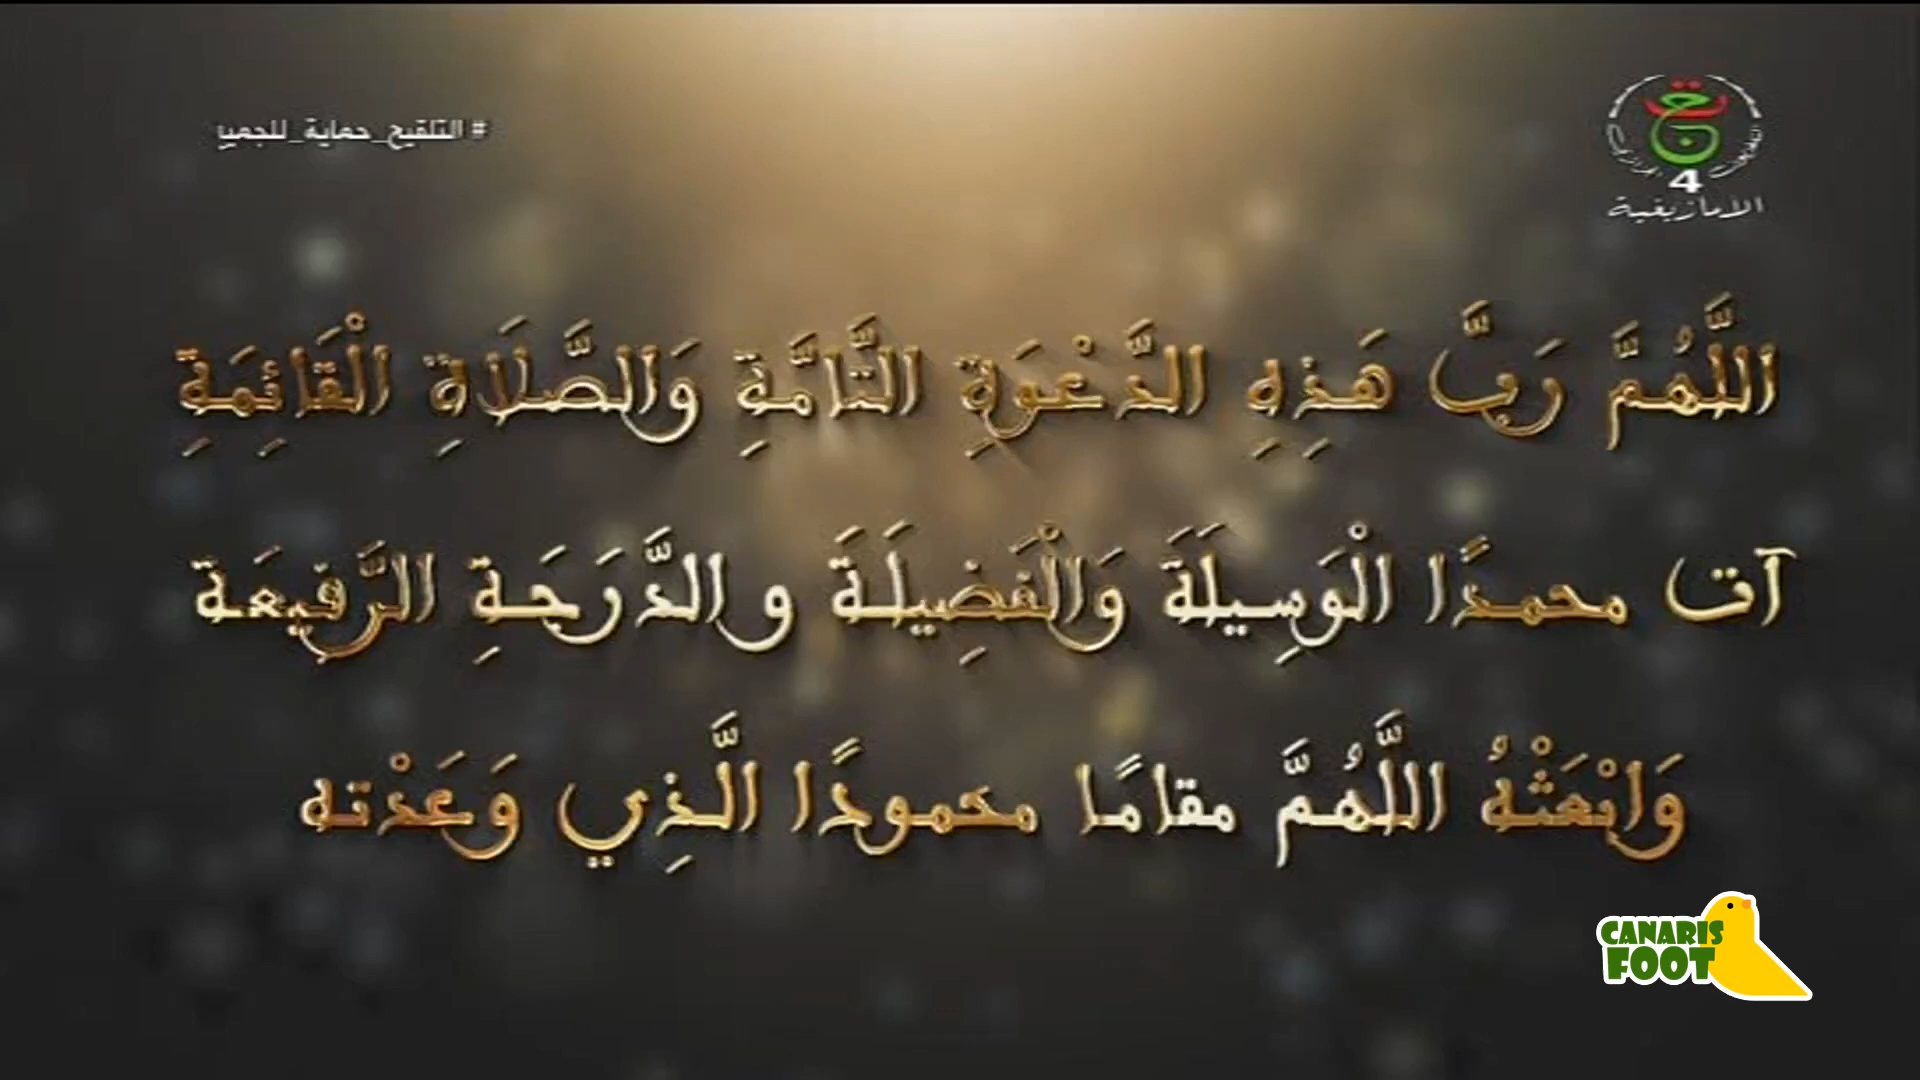 # التلقيح_حماية_للجميع
4
الأمازيغية
اللَّهُمَّ رَبَّ هَذِهِ الدَّعْوَةِ التَّامَّةِ وَالصَّلَاةِ الْقَائِمَةِ
آت محمدًا الْوَسِيلَةَ وَالْفَضِيلَةَ و الدَّرَجَةِ الرَّفِيعَة
وَابْعَثْهُ اللَّهُمَّ مقامًا محمودًا الَّذِي وَعَدْته
CANARIS
FOOT